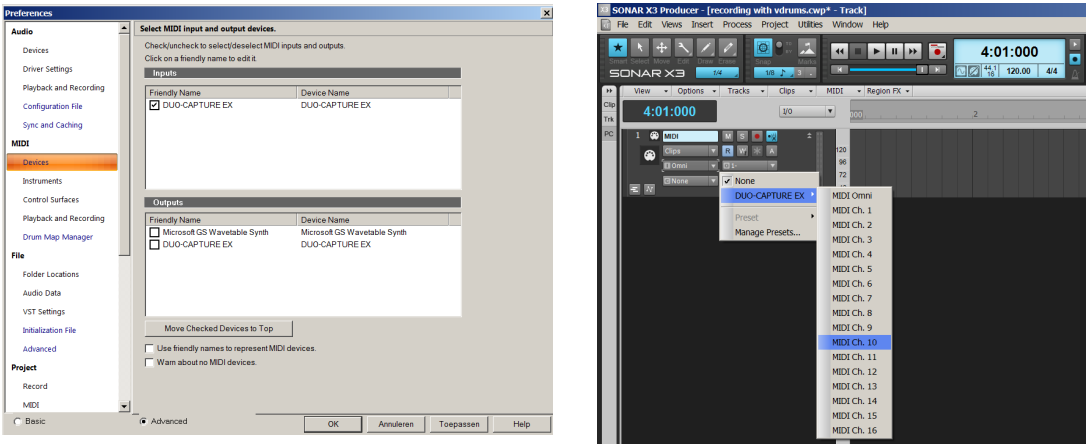 Preferences
Audio
Devices
Driver Settings
Playback and Recording
Configuration File
Sync and Caching
MIDI
Devices
Instruments
Control Surfaces
Playback and Recording
Drum Map Manager
File
Folder Locations
Audio Data
VST Settings
Initialization File
Advanced
Project
Record
MIDI
Basic
Advanced
Select MIDI input and output devices.
Check/uncheck to select/deselect MIDI inputs and outputs.
Click on a friendly name to edit it.
Inputs
Friendly Name Device Name
DUO-CAPTURE EX DUO-CAPTURE EX
Outputs
Friendly Name Device Name
Microsoft GS Wavetable Synth Microsoft GS Wavetable Synth
DUO-CAPTURE EX DUO-CAPTURE EX
Move Checked Devices to Top
Use friendly names to represent MIDI devices.
Warn about no MIDI devices.
OK Annuleren Toepassen Help
X3 SONAR X3 Producer - [recording with vdrums.cwp* - Track]
File Edit Views Insert Process Project Utilities Window Help
Smart Select Move Edit Draw Erase Snap Marks
SONAR X3 1/4 1/8 3
4:01:000
44,1 16 120.00 4/4
View Options Tracks Clips MIDI Region FX
Clip
Trk
PC
4:01:000 I/O
2
1 MIDI M S
Clips R W A
Omni 1-
None
120
96
72
None
DUO-CAPTURE EX
Preset
Manage Presets...
MIDI Omni
MIDI Ch. 1
MIDI Ch. 2
MIDI Ch. 3
MIDI Ch. 4
MIDI Ch. 5
MIDI Ch. 6
MIDI Ch. 7
MIDI Ch. 8
MIDI Ch. 9
MIDI Ch. 10
MIDI Ch. 11
MIDI Ch. 12
MIDI Ch. 13
MIDI Ch. 14
MIDI Ch. 15
MIDI Ch. 16